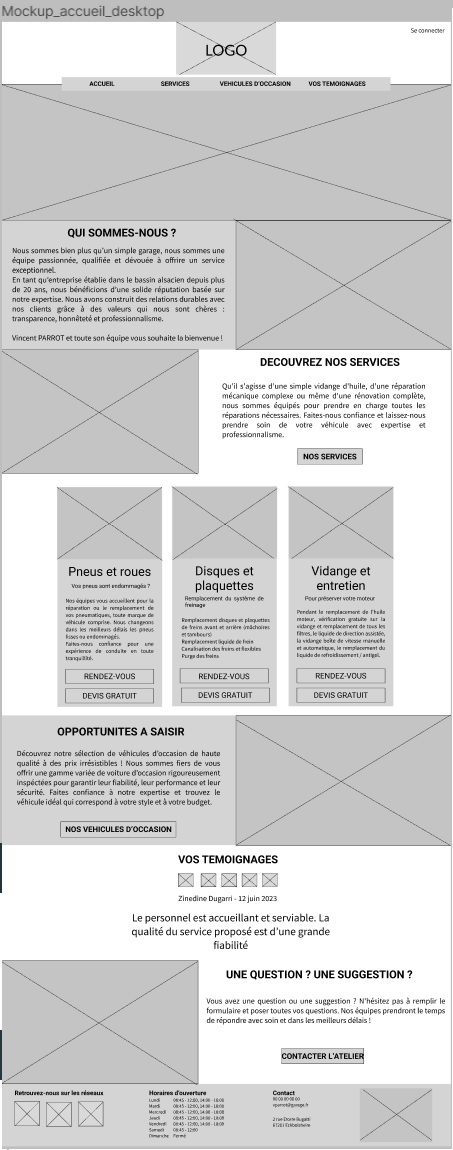 Mockup_accueil_desktop
Se connecter
LOGO
ACCUEIL SERVICES VEHICULES D'OCCASION VOS TEMOIGNAGES
QUI SOMMES-NOUS ?
Nous sommes bien plus qu'un simple garage, nous sommes une
équipe passionnée, qualifiée et dévouée à offrir un service
exceptionnel.
En tant qu'entreprise établie dans le bassin alsacien depuis plus
de 20 ans, nous bénéficions d'une solide réputation basée sur
notre expertise. Nous avons construit des relations durables avec
nos clients grâce à des valeurs qui nous sont chères :
transparence, honnêteté et professionnalisme.
Vincent PARROT et toute son équipe vous souhaite la bienvenue !
DECOUVREZ NOS SERVICES
Qu'il s'agisse d'une simple vidange d'huile, d'une réparation
mécanique complexe ou même d'une rénovation complète,
nous sommes équipés pour prendre en charge toutes les
réparations nécessaires. Faites-nous confiance et laissez-nous
prendre soin de votre véhicule avec expertise et
professionnalisme.
NOS SERVICES
Pneus et roues
Vos pneus sont endommagés ?
Nos équipes vous accueillent pour la
réparation ou le remplacement de
vos pneumatiques, toute marque de
véhicule comprise. Nous changeons
dans les meilleurs délais les pneus
lisses ou endommagés.
Faites-nous confiance pour une
expérience de conduite en toute
tranquilité.
RENDEZ-VOUS
DEVIS GRATUIT
Disques et
plaquettes
Remplacement du système de
freinage
Remplacement disques et plaquettes
de freins avant et arrière (mâchoires
et tambours)
Remplacement liquide de frein
Canalisation des freins et flexibles
Purge des freins
RENDEZ-VOUS
DEVIS GRATUIT
Vidange et
entretien
Pour préserver votre moteur
Pendant le remplacement de l'huile
moteur, vérification gratuite sur la
vidange et remplacement de tous les
filtres, le liquide de direction assistée,
la vidange boîte de vitesse manuelle
et automatique, le remplacement du
liquide de refroidissement / antigel.
RENDEZ-VOUS
DEVIS GRATUIT
OPPORTUNITES A SAISIR
Découvrez notre sélection de véhicules d'occasion de haute
qualité à des prix irrésistibles ! Nous sommes fiers de vous
offrir une gamme variée de voiture d'occasion rigoureusement
inspectées pour garantir leur fiabilité, leur performance et leur
sécurité. Faites confiance à notre expertise et trouvez le
véhicule idéal qui correspond à votre style et à votre budget.
NOS VEHICULES D'OCCASION
VOS TEMOIGNAGES
Zinedine Dugarri - 12 juin 2023
Le personnel est accueillant et serviable. La
qualité du service proposé est d'une grande
fiabilité
UNE QUESTION ? UNE SUGGESTION ?
Vous avez une question ou une suggestion ? N'hésitez pas à remplir le
formulaire et poser toutes vos questions. Nos équipes prendront le temps
de répondre avec soin et dans les meilleurs délais !
CONTACTER L'ATELIER
Retrouvez-nous sur les réseaux
Horaires d'ouverture
Lundi 08:45 - 12:00, 14:00 - 18:00
Mardi 08:45 - 12:00, 14:00 - 18:00
Mercredi 08:45 - 12:00, 14:00 - 18:00
Jeudi 08:45 - 12:00, 14:00 - 18:00
Vendredi 08:45 - 12:00, 14:00 - 18:00
Samedi 08:45 - 12:00
Dimanche Fermé
Contact
00 00 00 00 00
vparrot@garage.fr
2 rue Ettore Bugatti